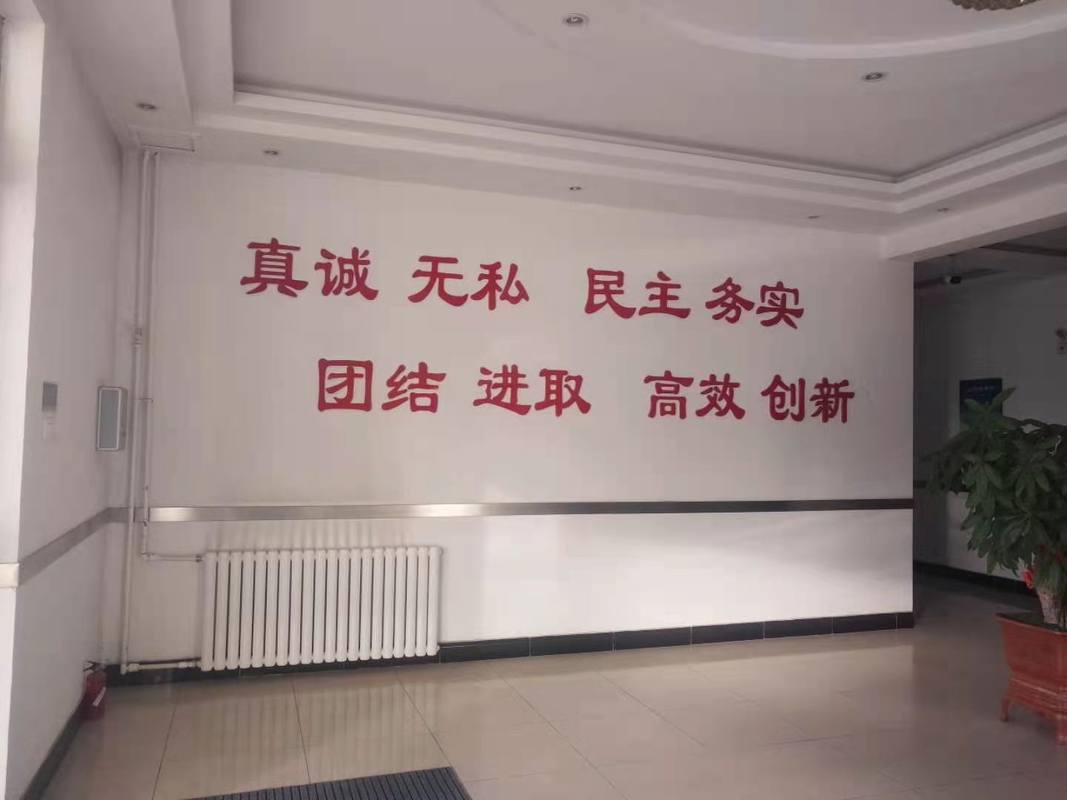 真诚 无私 民主 务实
团结 进取 高效 创新